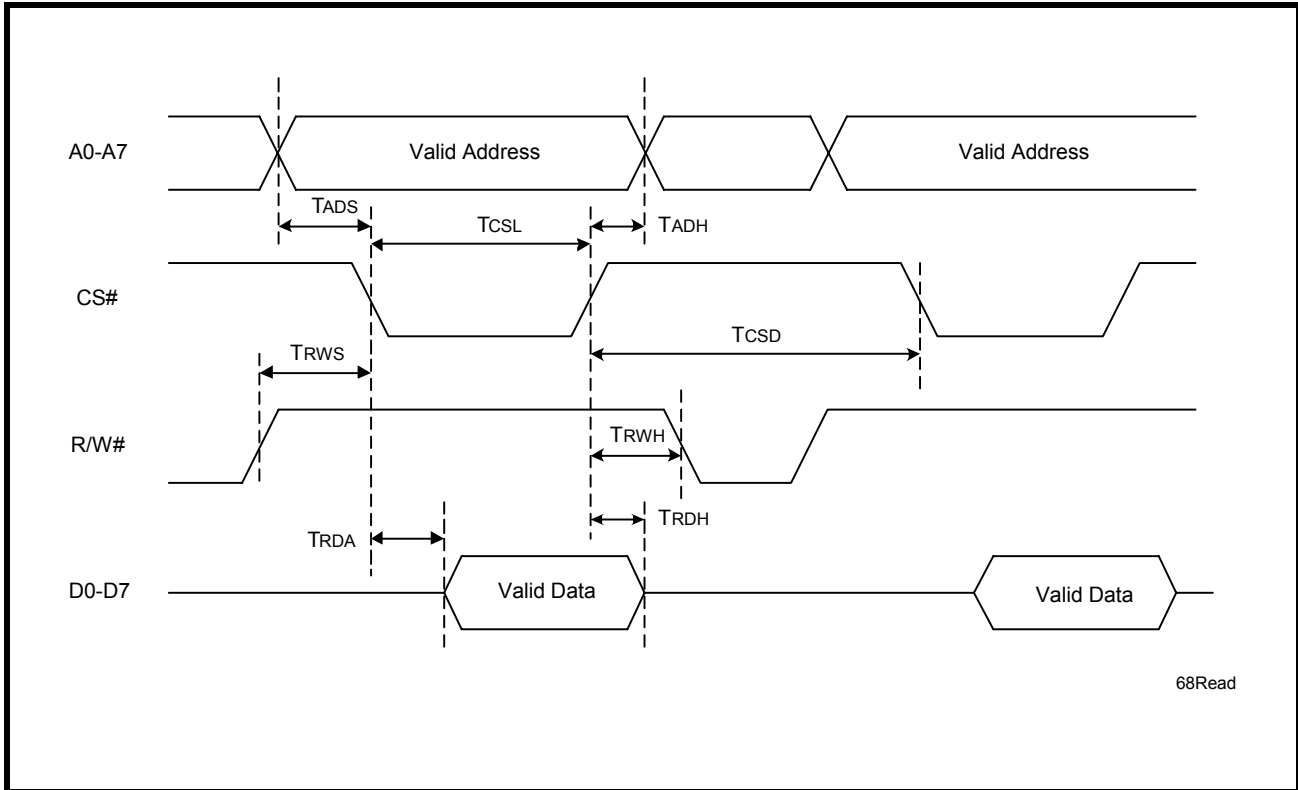 A0-A7
Valid Address
Valid Address
TADS
TCSL
TADH
CS#
TCSD
TRWS
R/W#
TRWH
TRDA
TRDH
D0-D7
Valid Data
Valid Data
68Read